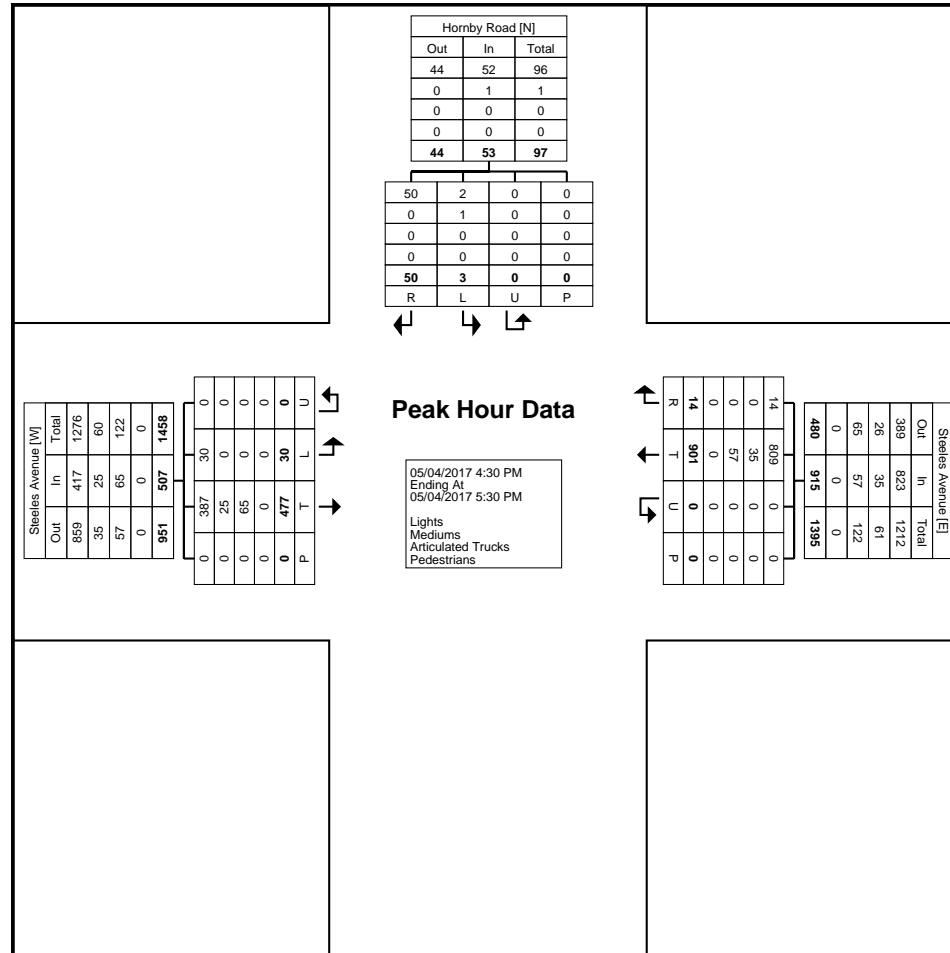 Hornby Road [N]
Out In Total
44 52 96
0 1 1
0 0 0
0 0 0
44 53 97
50 2 0 0
0 1 0 0
0 0 0 0
0 0 0 0
50 3 0 0
R L U P
Steeles Avenue [W]
Total 1276 60 122 0 1458
In 417 25 65 0 507
Out 859 35 57 0 951
0 0 0 0 0 U
30 0 0 0 30 L
387 25 65 0 477 T
0 0 0 0 0 P
Peak Hour Data
05/04/2017 4:30 PM
Ending At
05/04/2017 5:30 PM
Lights
Mediums
Articulated Trucks
Pedestrians
R 14 0 0 0 14
T 901 0 57 35 809
U 0 0 0 0 0
P 0 0 0 0 0
Steeles Avenue [E]
480 0 65 26 389 Out
915 0 57 35 823 In
1395 0 122 61 1212 Total